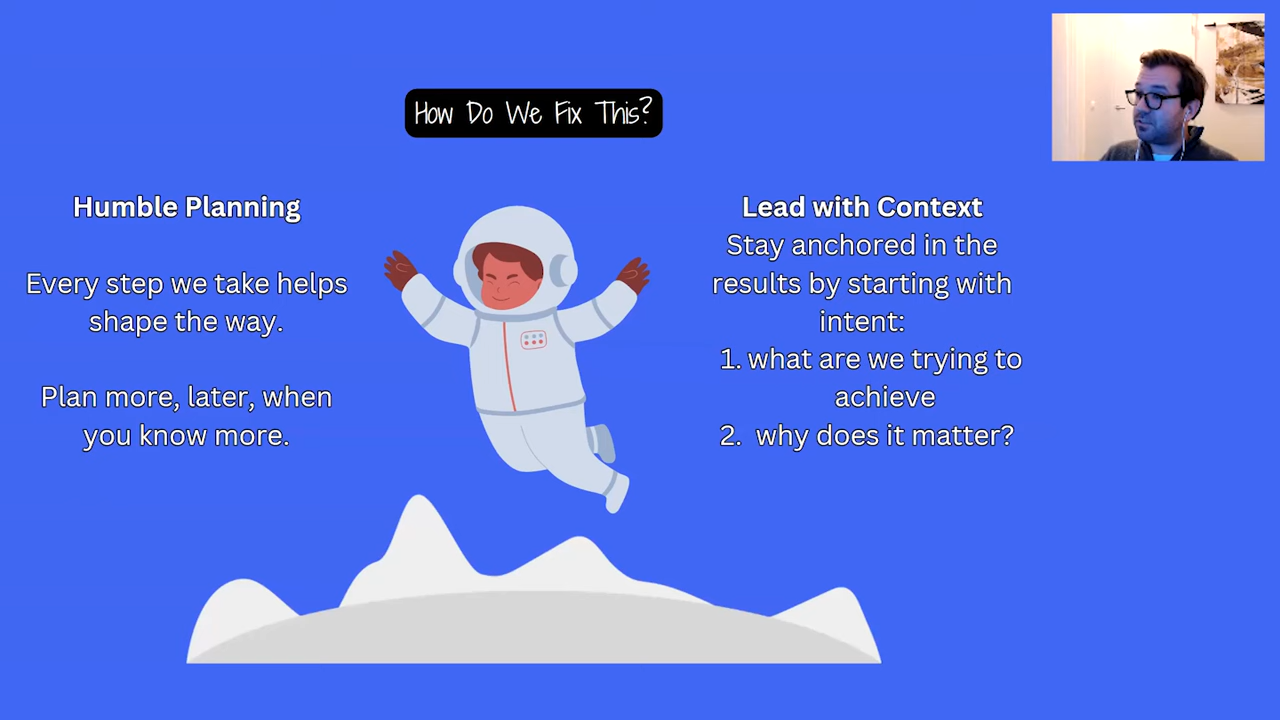 How Do We Fix This?
Humble Planning
Every step we take helps
shape the way.
Plan more, later, when
you know more.
Lead with Context
Stay anchored in the
results by starting with
intent:
1. what are we trying to
achieve
2. why does it matter?